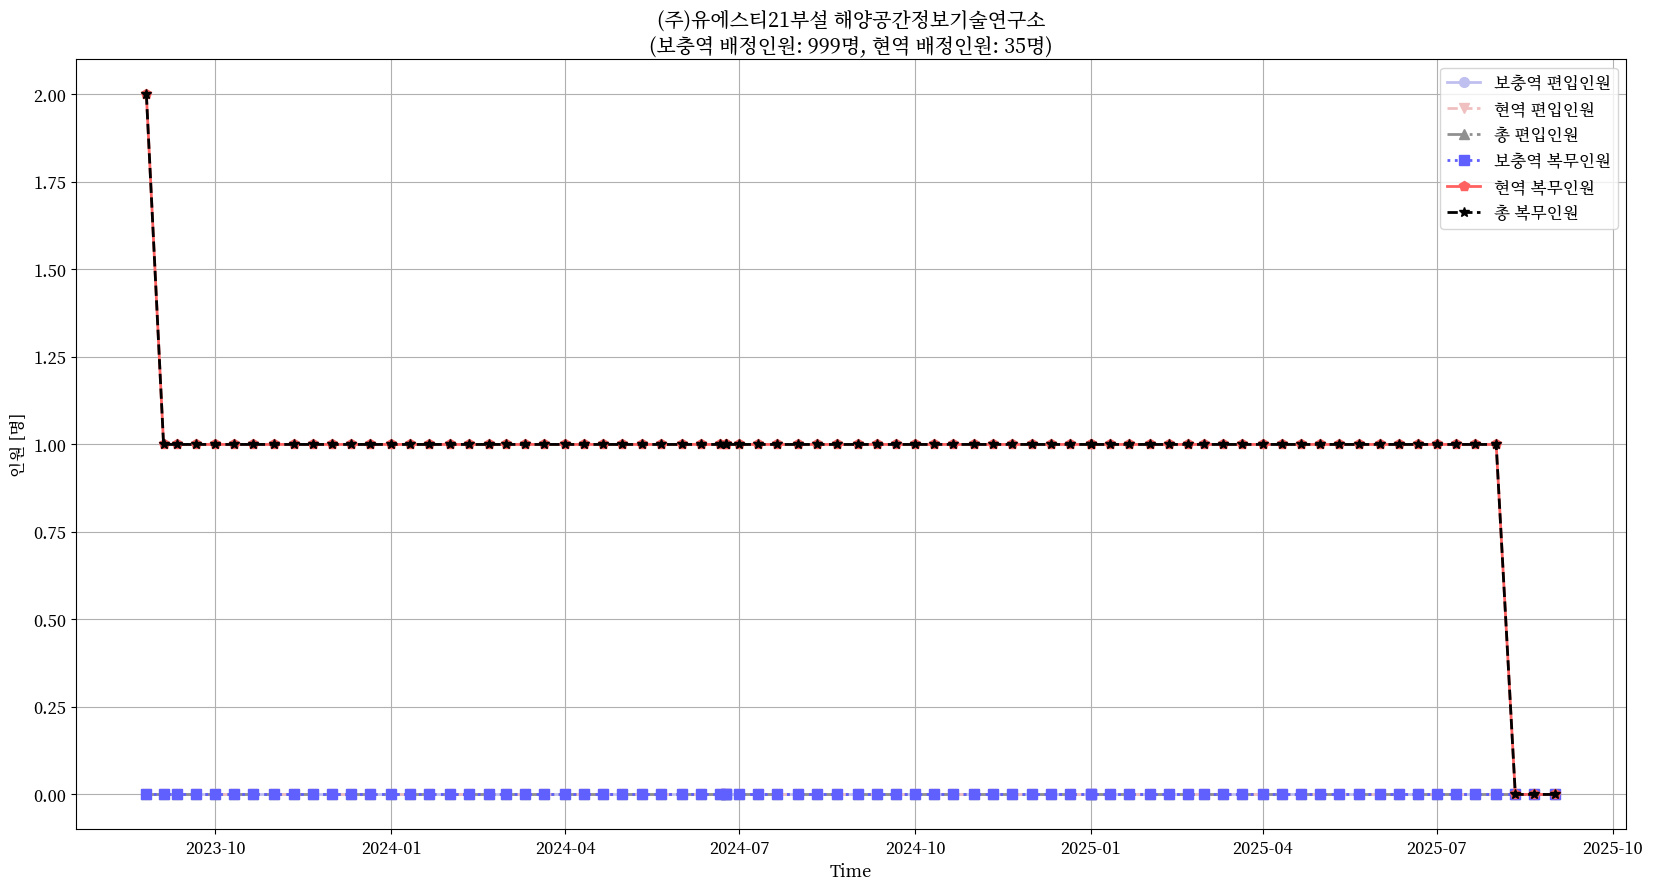 (주)유에스티21부설 해양공간정보기술연구소
(보충역 배정인원: 999명, 현역 배정인원: 35명)
보충역 편입인원
현역 편입인원
총 편입인원
보충역 복무인원
현역 복무인원
총 복무인원
인원 [명]
2.00
1.75
1.50
1.25
1.00
0.75
0.50
0.25
0.00
2023-10
2024-01
2024-04
2024-07
2024-10
2025-01
2025-04
2025-07
2025-10
Time